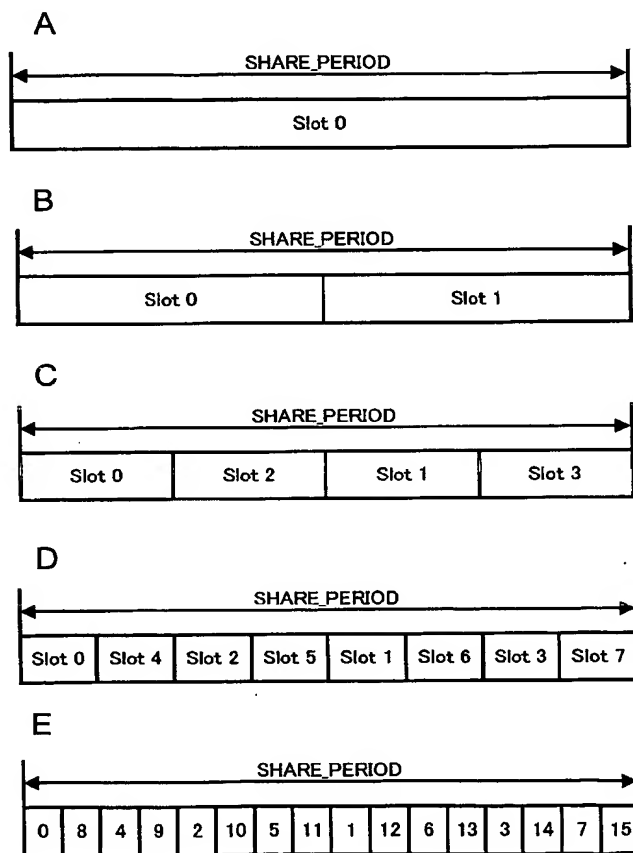 A
SHARE_PERIOD
Slot 0
B
SHARE_PERIOD
Slot 0 Slot 1
C
SHARE_PERIOD
Slot 0 Slot 2 Slot 1 Slot 3
D
SHARE_PERIOD
Slot 0 Slot 4 Slot 2 Slot 5 Slot 1 Slot 6 Slot 3 Slot 7
E
SHARE_PERIOD
0 8 4 9 2 10 5 11 1 12 6 13 3 14 7 15